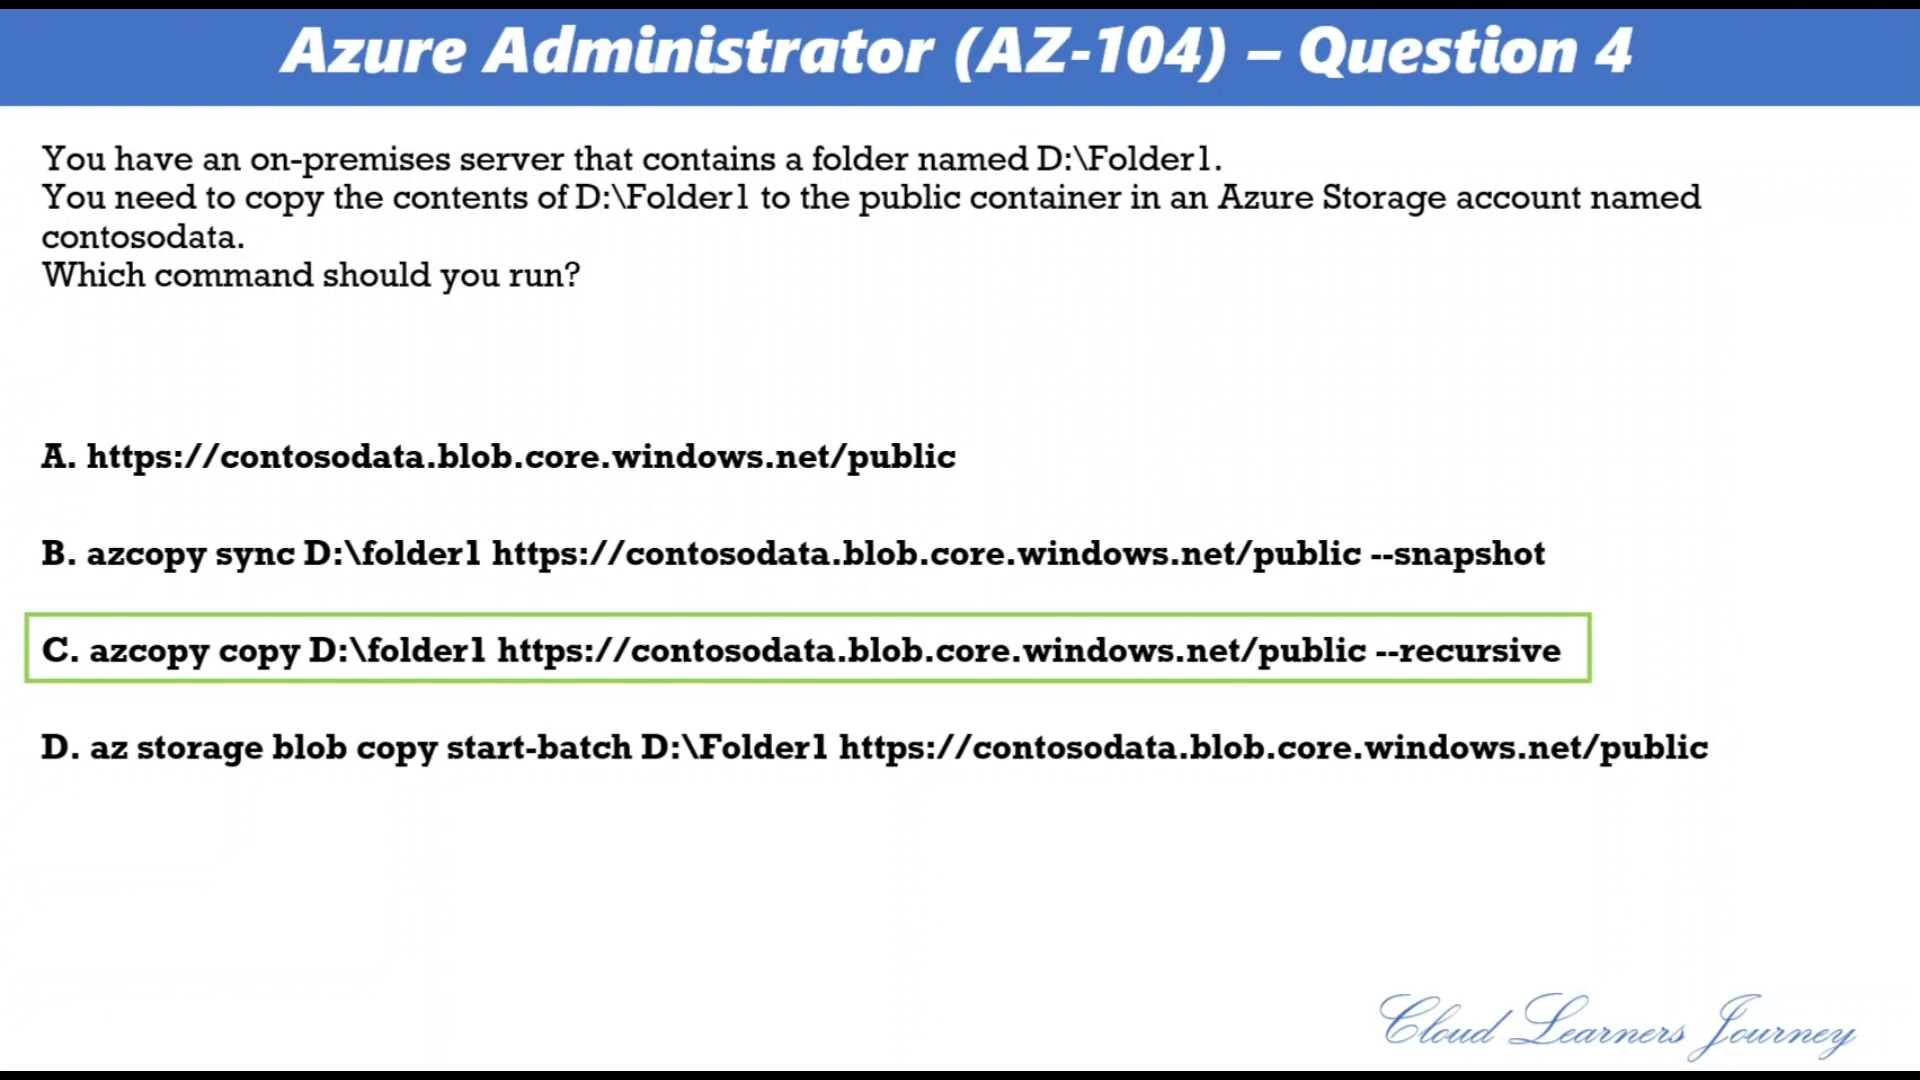 Azure Administrator (AZ-104) – Question 4
You have an on-premises server that contains a folder named D:\Folder1.
You need to copy the contents of D:\Folder1 to the public container in an Azure Storage account named
contosodata.
Which command should you run?
A. https://contosodata.blob.core.windows.net/public
B. azcopy sync D:\folder1 https://contosodata.blob.core.windows.net/public --snapshot
C. azcopy copy D:\folder1 https://contosodata.blob.core.windows.net/public --recursive
D. az storage blob copy start-batch D:\Folder1 https://contosodata.blob.core.windows.net/public
Cloud Learners Journey